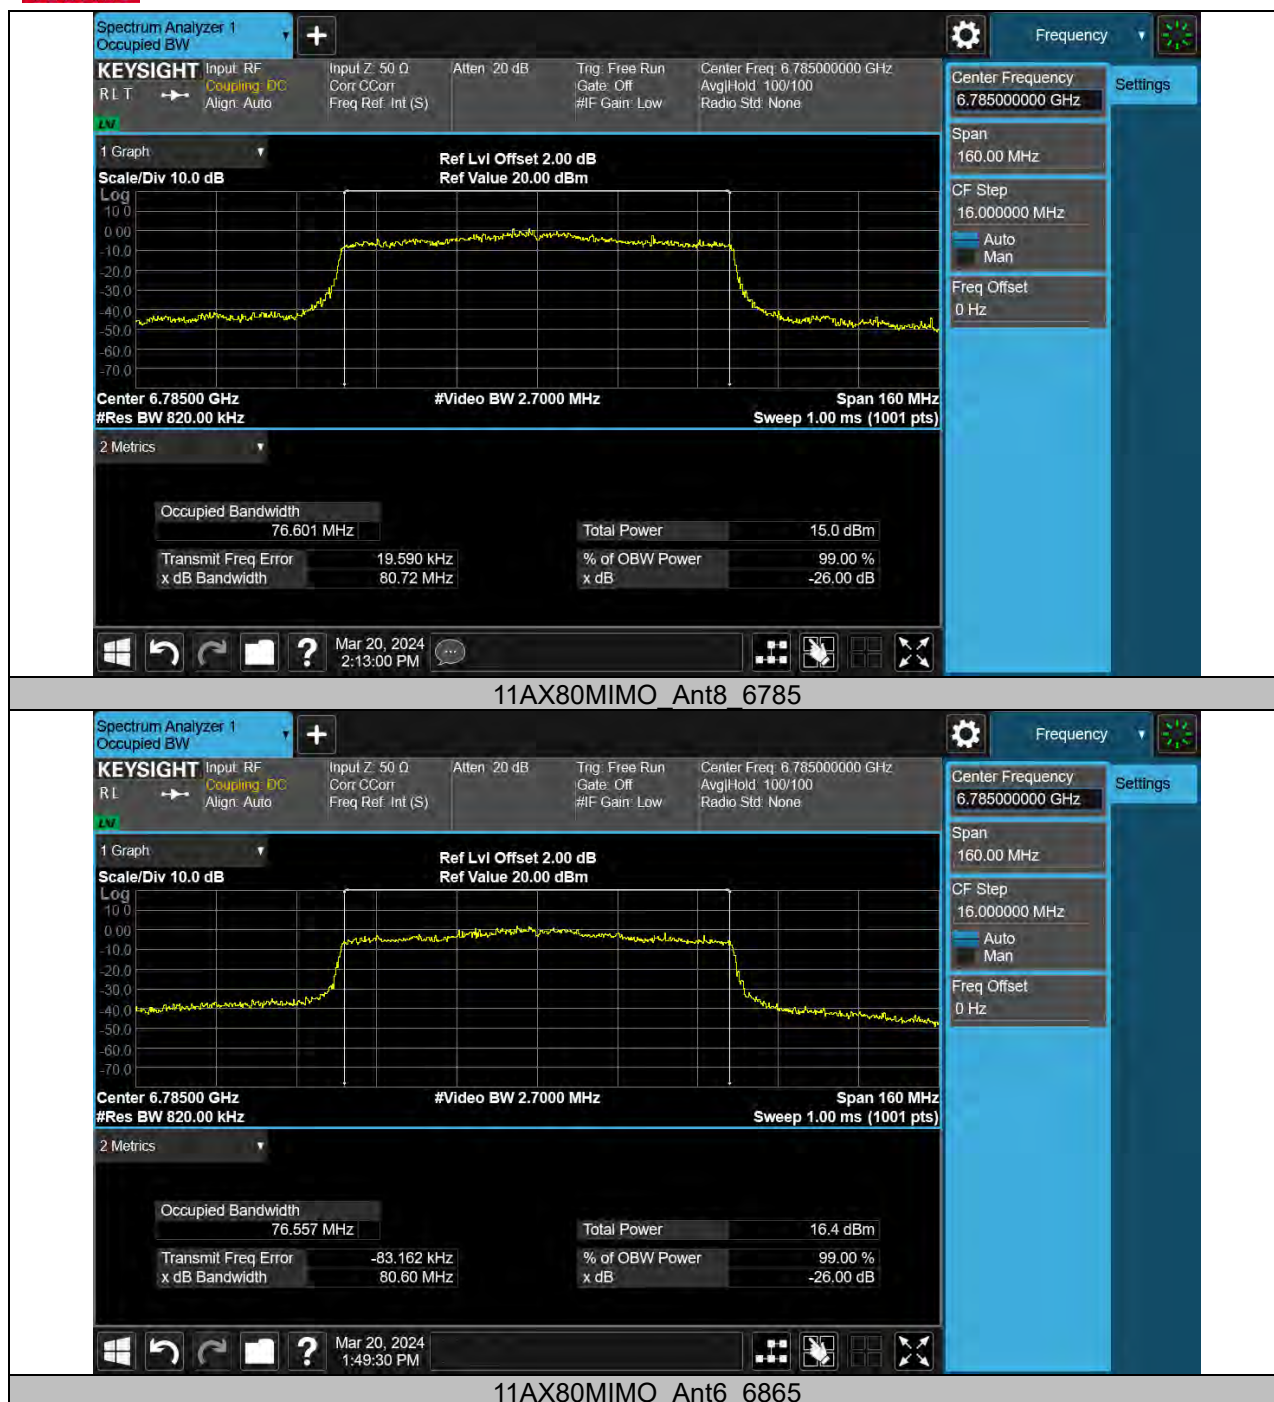 Spectrum Analyzer 1
Occupied BW
Frequency
KEYSIGHT Input: RF Input Z: 50 Ω Atten: 20 dB Trig: Free Run Center Freq: 6.785000000 GHz
RLT Coupling: DC Corr CCorr Gate: Off Avg|Hold: 100/100
Align: Auto Freq Ref: Int (S) #IF Gain: Low Radio Std: None
LXI
Center Frequency
6.785000000 GHz
Settings
Span
160.00 MHz
CF Step
16.000000 MHz
Auto
Man
Freq Offset
0 Hz
1 Graph
Ref Lvl Offset 2.00 dB
Scale/Div 10.0 dB Ref Value 20.00 dBm
Log
10.0
0.00
-10.0
-20.0
-30.0
-40.0
-50.0
-60.0
-70.0
Center 6.78500 GHz #Video BW 2.7000 MHz Span 160 MHz
#Res BW 820.00 kHz Sweep 1.00 ms (1001 pts)
2 Metrics
Occupied Bandwidth
76.601 MHz Total Power 15.0 dBm
Transmit Freq Error 19.590 kHz % of OBW Power 99.00 %
x dB Bandwidth 80.72 MHz x dB -26.00 dB
Mar 20, 2024
2:13:00 PM
11AX80MIMO_Ant8_6785
Spectrum Analyzer 1
Occupied BW
Frequency
KEYSIGHT Input: RF Input Z: 50 Ω Atten: 20 dB Trig: Free Run Center Freq: 6.785000000 GHz
RL Coupling: DC Corr CCorr Gate: Off Avg|Hold: 100/100
Align: Auto Freq Ref: Int (S) #IF Gain: Low Radio Std: None
LXI
Center Frequency
6.785000000 GHz
Settings
Span
160.00 MHz
CF Step
16.000000 MHz
Auto
Man
Freq Offset
0 Hz
1 Graph
Ref Lvl Offset 2.00 dB
Scale/Div 10.0 dB Ref Value 20.00 dBm
Log
10.0
0.00
-10.0
-20.0
-30.0
-40.0
-50.0
-60.0
-70.0
Center 6.78500 GHz #Video BW 2.7000 MHz Span 160 MHz
#Res BW 820.00 kHz Sweep 1.00 ms (1001 pts)
2 Metrics
Occupied Bandwidth
76.557 MHz Total Power 16.4 dBm
Transmit Freq Error -83.162 kHz % of OBW Power 99.00 %
x dB Bandwidth 80.60 MHz x dB -26.00 dB
Mar 20, 2024
1:49:30 PM
11AX80MIMO_Ant6_6865